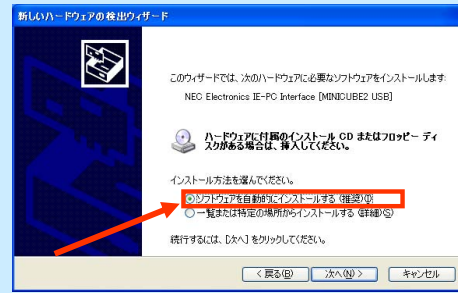 新しいハードウェアの検出ウィザード
このウィザードでは、次のハードウェアに必要なソフトウェアをインストールします:
NEC Electronics IE-PC Interface [MINICUBE2 USB]
ハードウェアに付属のインストール CD またはフロッピー ディ
スクがある場合は、挿入してください。
インストール方法を選んでください。
ソフトウェアを自動的にインストールする (推奨)(I)
一覧または特定の場所からインストールする (詳細)(S)
続行するには、[次へ] をクリックしてください。
< 戻る(B)
次へ(N) >
キャンセル